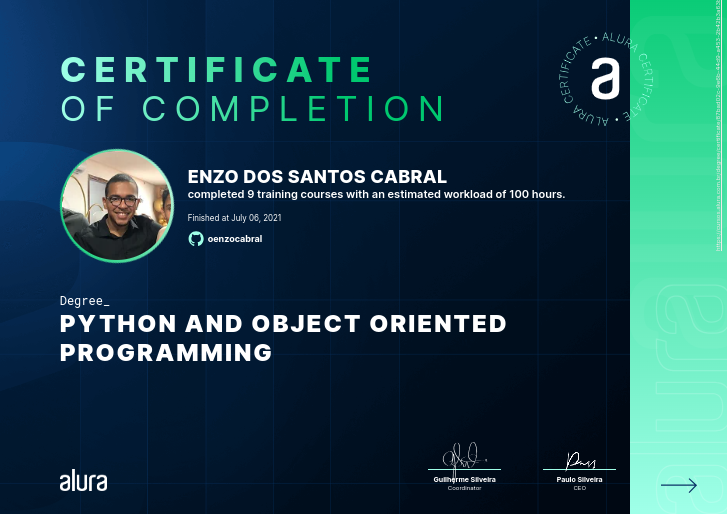 CERTIFICATE
OF COMPLETION
ALURA CERTIFICATE • ALURA CERTIFICATE •
a
ENZO DOS SANTOS CABRAL
completed 9 training courses with an estimated workload of 100 hours.
Finished at July 06, 2021
oenzocabral
Degree_
PYTHON AND OBJECT ORIENTED
PROGRAMMING
alura
Guilherme Silveira
Coordinator
Paulo Silveira
CEO